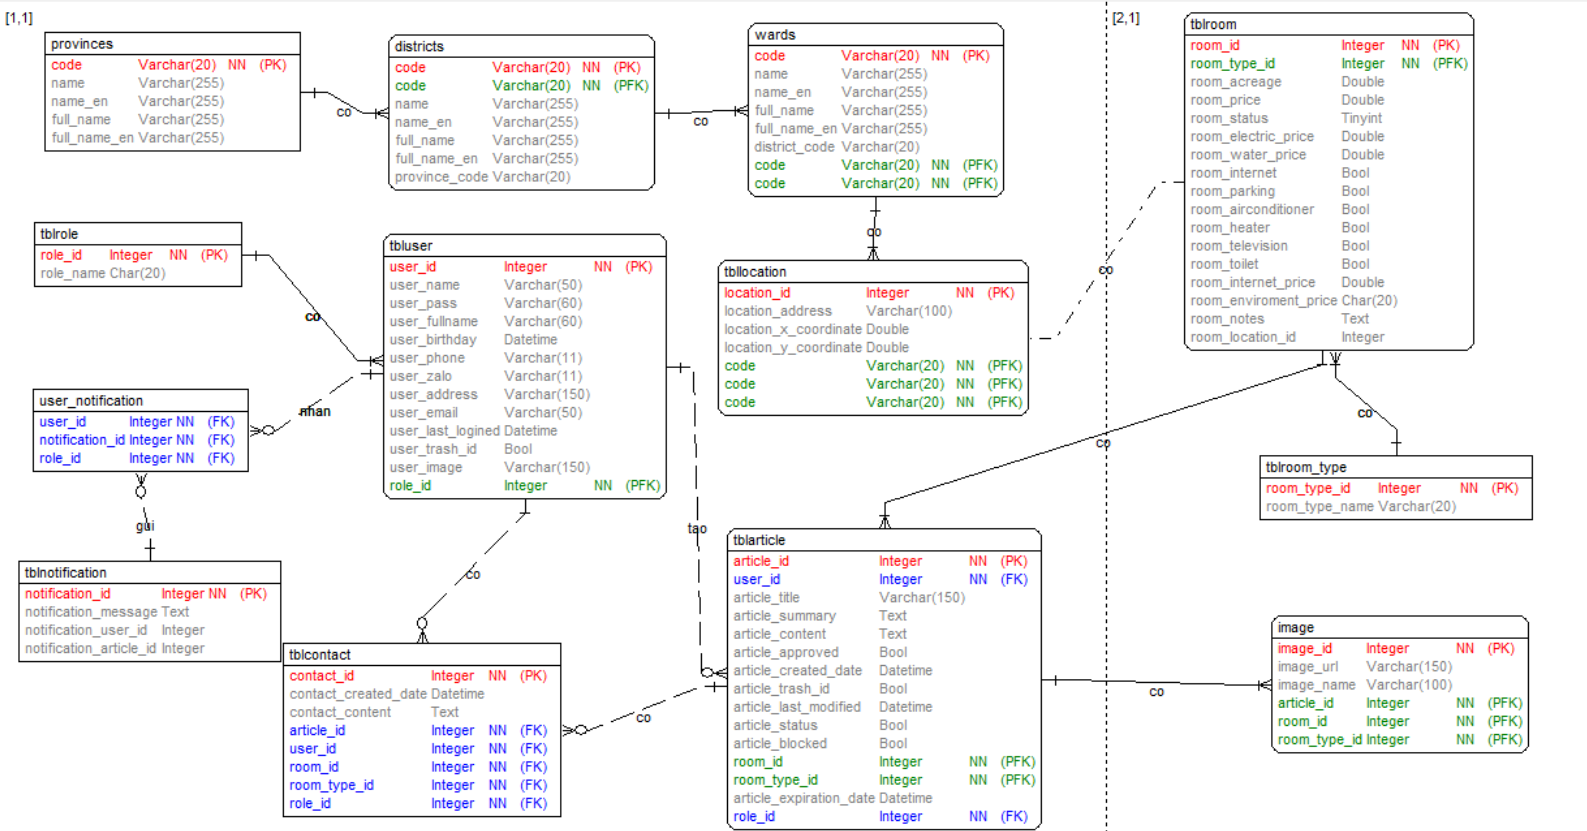 [1,1]
[2,1]
provinces
code Varchar(20) NN (PK)
name Varchar(255)
name_en Varchar(255)
full_name Varchar(255)
full_name_en Varchar(255)
co
districts
code Varchar(20) NN (PK)
code Varchar(20) NN (PFK)
name Varchar(255)
name_en Varchar(255)
full_name Varchar(255)
full_name_en Varchar(255)
province_code Varchar(20)
co
wards
code Varchar(20) NN (PK)
name Varchar(255)
name_en Varchar(255)
full_name Varchar(255)
full_name_en Varchar(255)
district_code Varchar(20)
code Varchar(20) NN (PFK)
code Varchar(20) NN (PFK)
co
tblroom
room_id Integer NN (PK)
room_type_id Integer NN (PFK)
room_acreage Double
room_price Double
room_status Tinyint
room_electric_price Double
room_water_price Double
room_internet Bool
room_parking Bool
room_airconditioner Bool
room_heater Bool
room_television Bool
room_toilet Bool
room_internet_price Double
room_enviroment_price Char(20)
room_notes Text
room_location_id Integer
co
tblrole
role_id Integer NN (PK)
role_name Char(20)
co
tbluser
user_id Integer NN (PK)
user_name Varchar(50)
user_pass Varchar(60)
user_fullname Varchar(60)
user_birthday Datetime
user_phone Varchar(11)
user_zalo Varchar(11)
user_address Varchar(150)
user_email Varchar(50)
user_last_logined Datetime
user_trash_id Bool
user_image Varchar(150)
role_id Integer NN (PFK)
tbllocation
location_id Integer NN (PK)
location_address Varchar(100)
location_x_coordinate Double
location_y_coordinate Double
code Varchar(20) NN (PFK)
code Varchar(20) NN (PFK)
code Varchar(20) NN (PFK)
user_notification
user_id Integer NN (FK)
notification_id Integer NN (FK)
role_id Integer NN (FK)
nhan
co
co
tblroom_type
room_type_id Integer NN (PK)
room_type_name Varchar(20)
gui
tao
co
tblnotification
notification_id Integer NN (PK)
notification_message Text
notification_user_id Integer
notification_article_id Integer
tblcontact
contact_id Integer NN (PK)
contact_created_date Datetime
contact_content Text
article_id Integer NN (FK)
user_id Integer NN (FK)
room_id Integer NN (FK)
room_type_id Integer NN (FK)
role_id Integer NN (FK)
co
tblarticle
article_id Integer NN (PK)
user_id Integer NN (FK)
article_title Varchar(150)
article_summary Text
article_content Text
article_approved Bool
article_created_date Datetime
article_trash_id Bool
article_last_modified Datetime
article_status Bool
article_blocked Bool
room_id Integer NN (PFK)
room_type_id Integer NN (PFK)
article_expiration_date Datetime
role_id Integer NN (FK)
co
image
image_id Integer NN (PK)
image_url Varchar(150)
image_name Varchar(100)
article_id Integer NN (PFK)
room_id Integer NN (PFK)
room_type_id Integer NN (PFK)